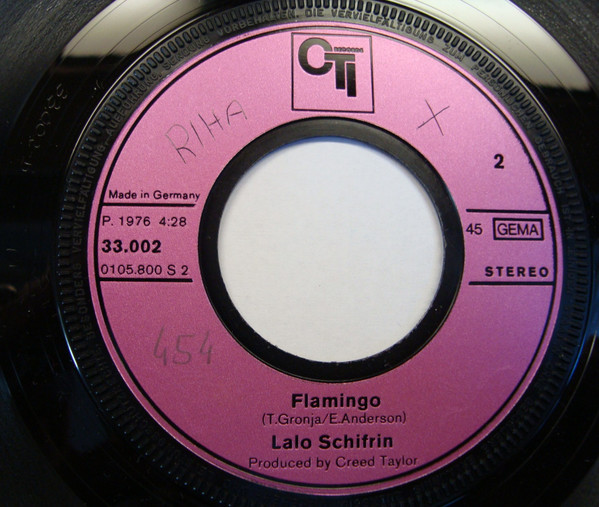 CTI
RECORDS
RIHA
X
2
Made in Germany
P. 1976 4:28
33.002
0105.800 S 2
45 GEMA
STEREO
454
Flamingo
(T.Gronja/E.Anderson)
Lalo Schifrin
Produced by Creed Taylor